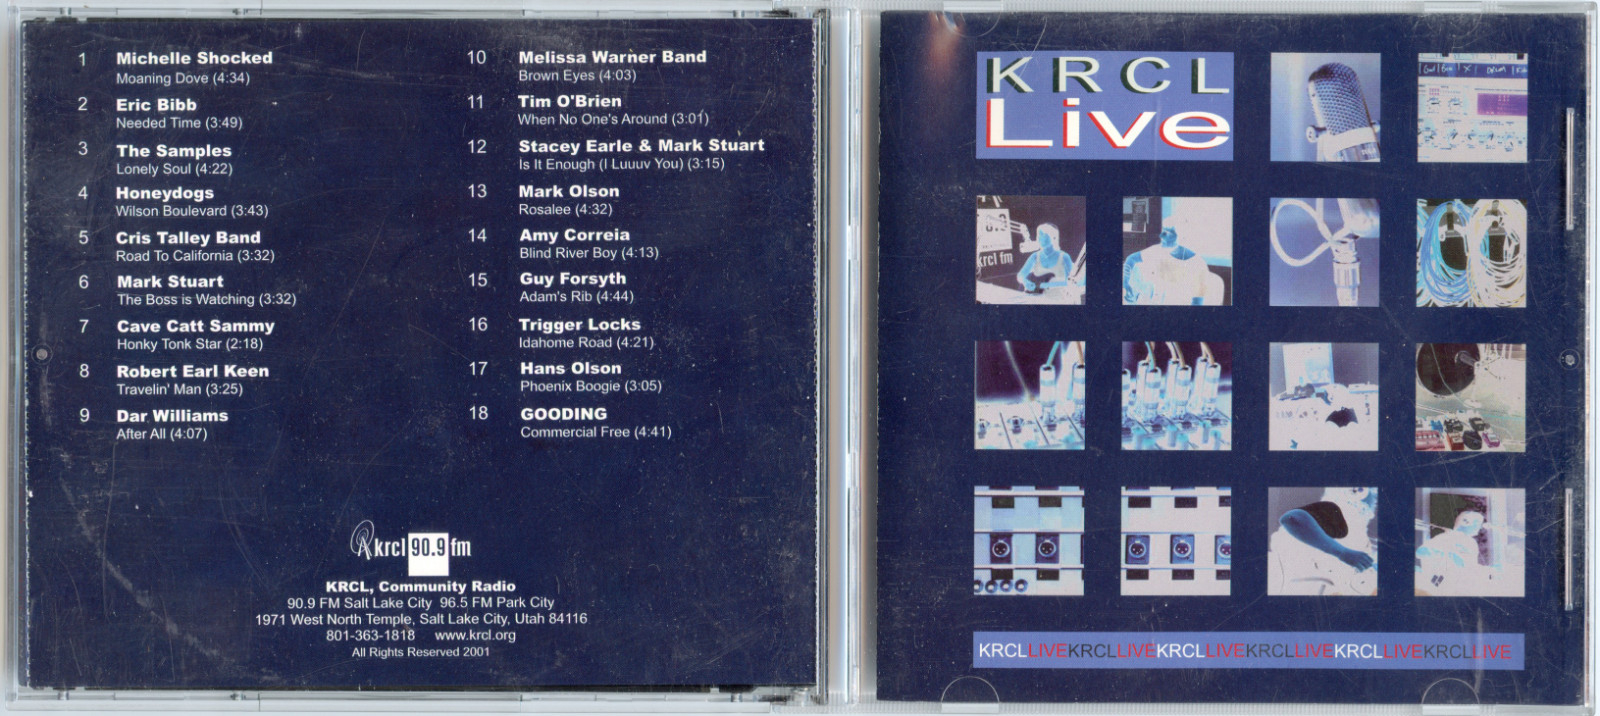 1 Michelle Shocked
Moaning Dove (4:34)
2 Eric Bibb
Needed Time (3:49)
3 The Samples
Lonely Soul (4:22)
4 Honeydogs
Wilson Boulevard (3:43)
5 Cris Talley Band
Road To California (3:32)
6 Mark Stuart
The Boss is Watching (3:32)
7 Cave Catt Sammy
Honky Tonk Star (2:18)
8 Robert Earl Keen
Travelin' Man (3:25)
9 Dar Williams
After All (4:07)
10 Melissa Warner Band
Brown Eyes (4:03)
11 Tim O'Brien
When No One's Around (3:01)
12 Stacey Earle & Mark Stuart
Is It Enough (I Luuuv You) (3:15)
13 Mark Olson
Rosalee (4:32)
14 Amy Correia
Blind River Boy (4:13)
15 Guy Forsyth
Adam's Rib (4:44)
16 Trigger Locks
Idahome Road (4:21)
17 Hans Olson
Phoenix Boogie (3:05)
18 GOODING
Commercial Free (4:41)
krcl 90.9 fm
KRCL, Community Radio
90.9 FM Salt Lake City 96.5 FM Park City
1971 West North Temple, Salt Lake City, Utah 84116
801-363-1818 www.krcl.org
All Rights Reserved 2001
KRCL
Live
krcl fm
KRCLLIVEKRCLLIVEKRCLLIVEKRCLLIVEKRCLLIVEKRCLLIVE